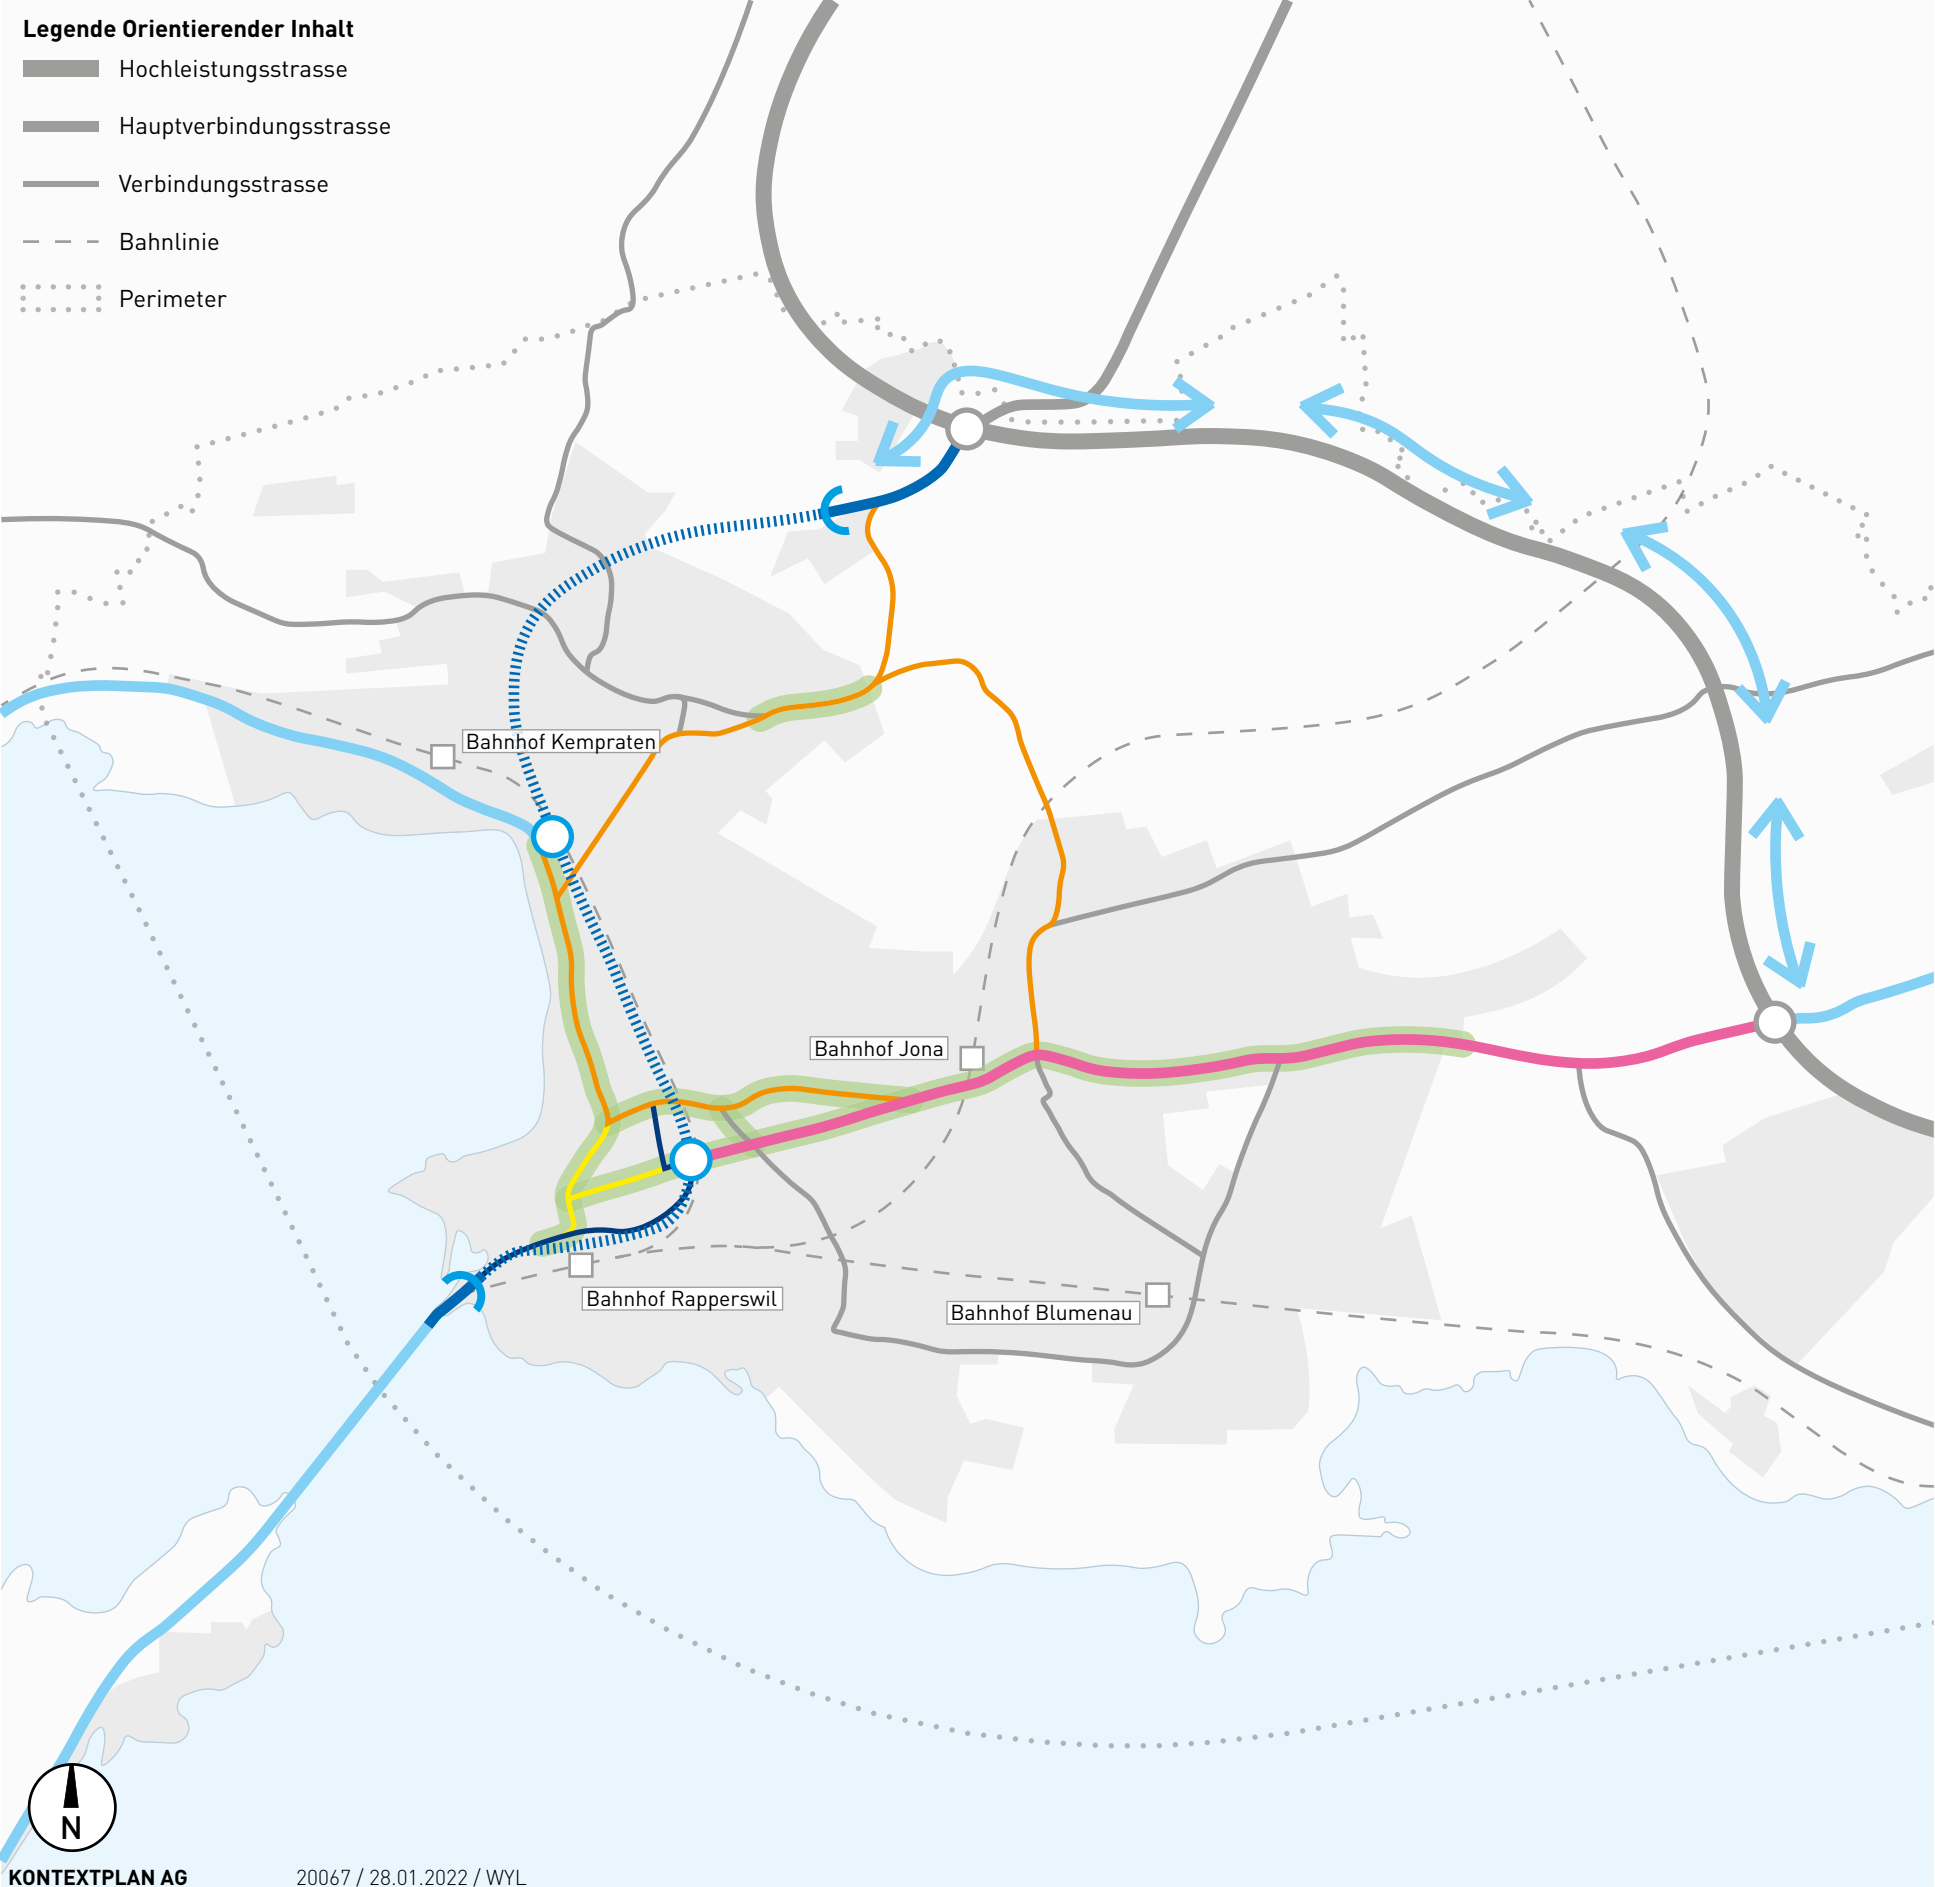 Legende Orientierender Inhalt
Hochleistungsstrasse
Hauptverbindungsstrasse
Verbindungsstrasse
Bahnlinie
Perimeter
Bahnhof Kempraten
Bahnhof Jona
Bahnhof Rapperswil
Bahnhof Blumenau
N
KONTEXTPLAN AG 20067 / 28.01.2022 / WYL